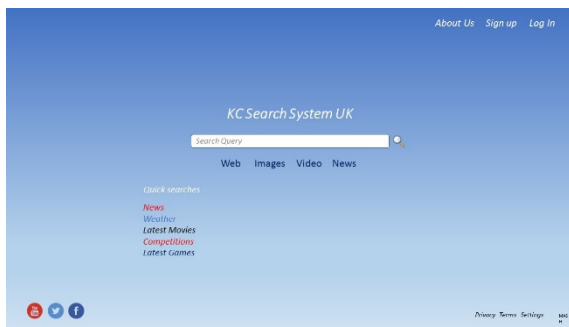 About Us Sign up Log In
KC Search System UK
Search Query
Web Images Video News
Quick searches
News
Weather
Latest Movies
Competitions
Latest Games
You
Privacy Terms Settings